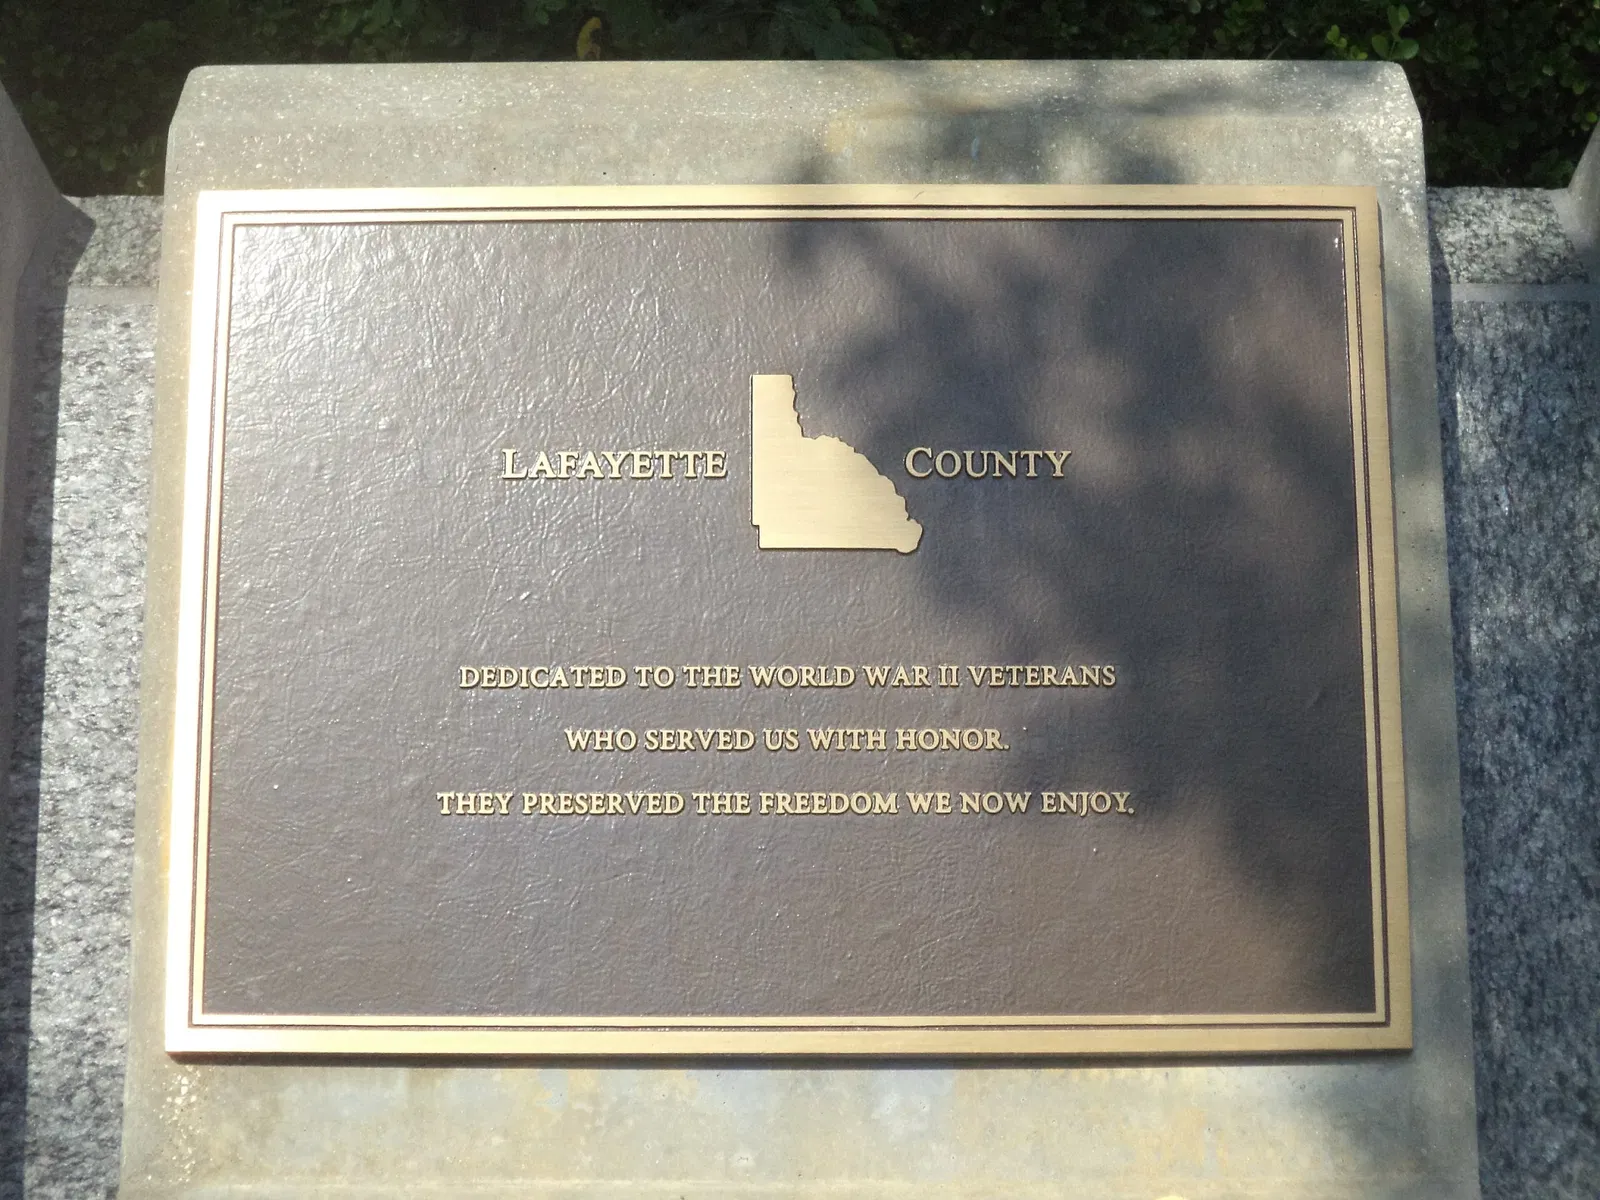 LAFAYETTE COUNTY
DEDICATED TO THE WORLD WAR II VETERANS
WHO SERVED US WITH HONOR.
THEY PRESERVED THE FREEDOM WE NOW ENJOY.